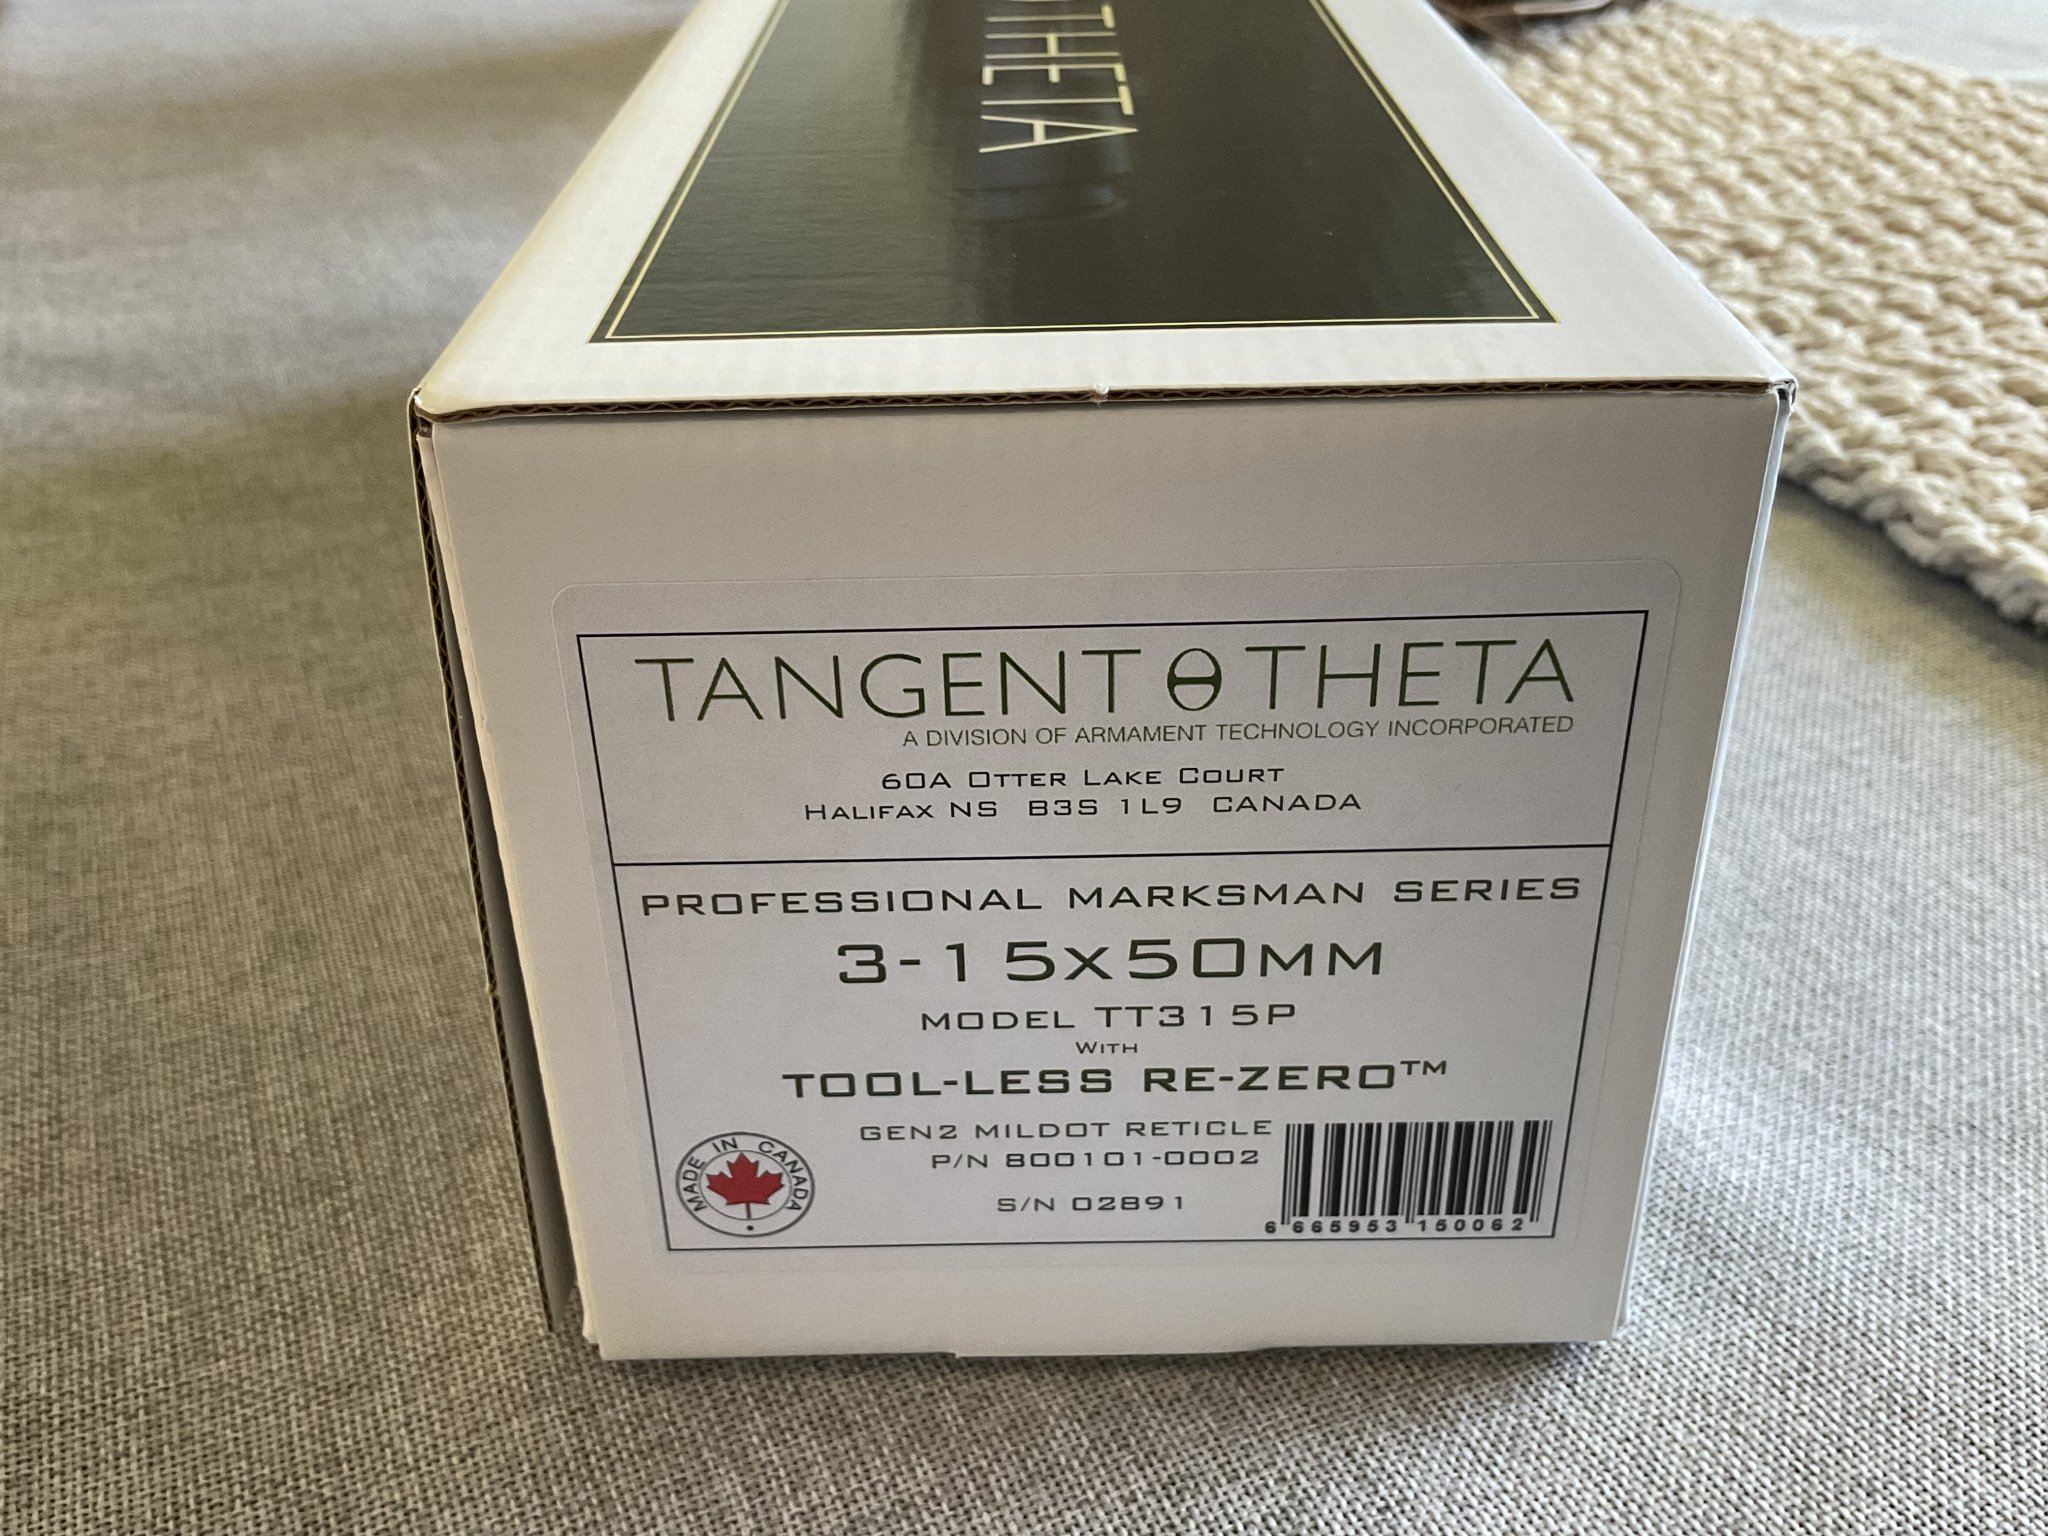 THETA
TANGENT θ THETA
A DIVISION OF ARMAMENT TECHNOLOGY INCORPORATED
60A OTTER LAKE COURT
HALIFAX NS B3S 1L9 CANADA
PROFESSIONAL MARKSMAN SERIES
3-15x50MM
MODEL TT315P
WITH
TOOL-LESS RE-ZERO™
GEN2 MILDOT RETICLE
P/N 800101-0002
S/N 02891
MADE IN CANADA
6 665953 150062